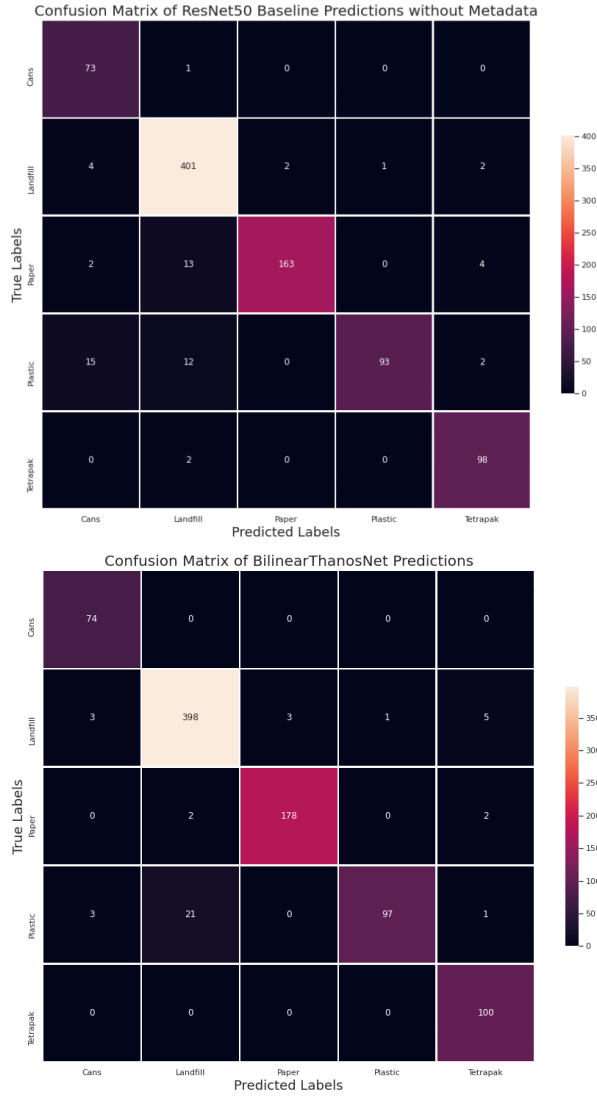 Confusion Matrix of ResNet50 Baseline Predictions without Metadata
True Labels
Cans 73 1 0 0 0
Landfill 4 401 2 1 2
Paper 2 13 163 0 4
Plastic 15 12 0 93 2
Tetrapak 0 2 0 0 98
Cans Landfill Paper Plastic Tetrapak
Predicted Labels
400
350
300
250
200
150
100
50
0
Confusion Matrix of BilinearThanosNet Predictions
True Labels
Cans 74 0 0 0 0
Landfill 3 398 3 1 5
Paper 0 2 178 0 2
Plastic 3 21 0 97 1
Tetrapak 0 0 0 0 100
Cans Landfill Paper Plastic Tetrapak
Predicted Labels
350
300
250
200
150
100
50
0